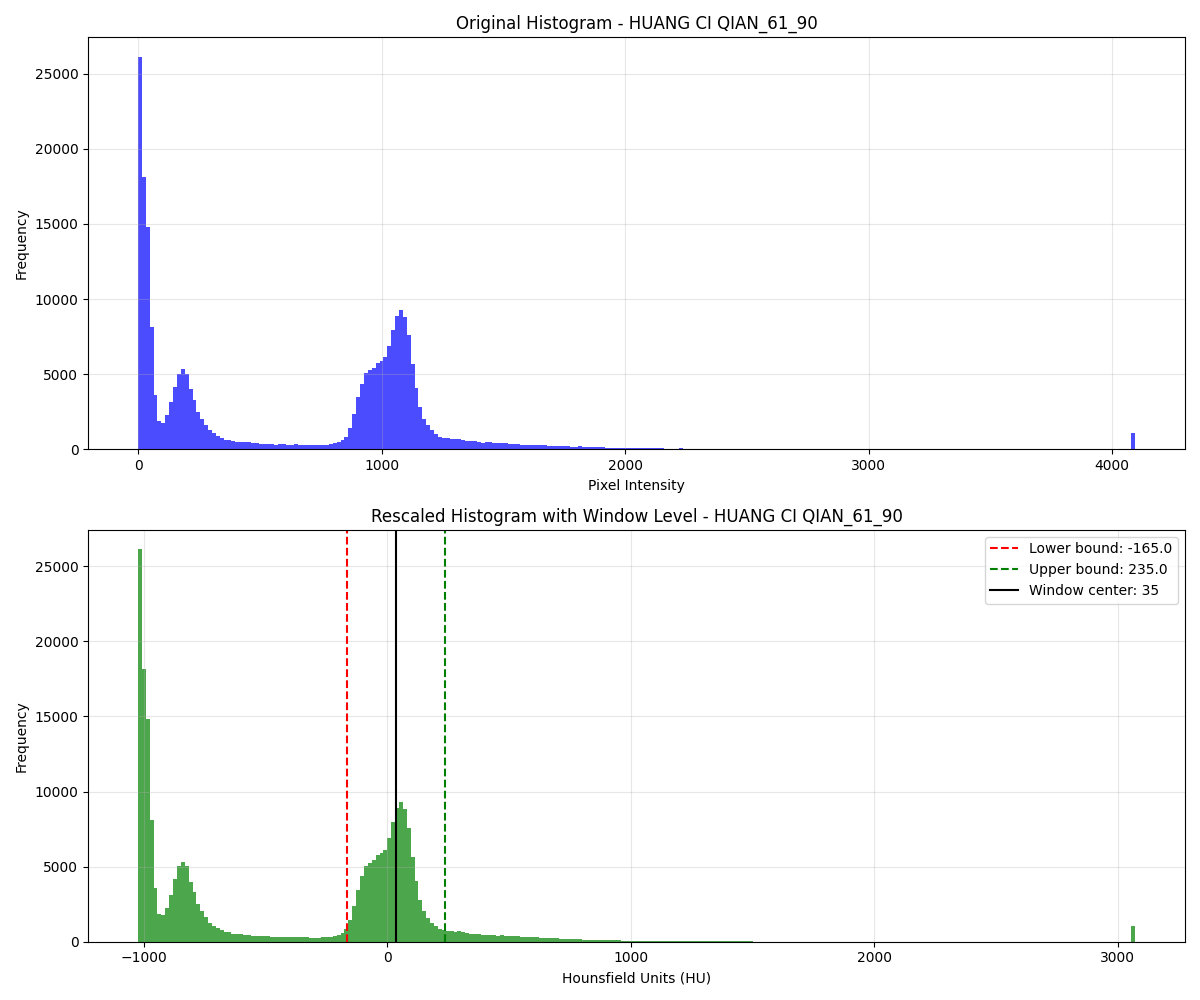 Original Histogram - HUANG CI QIAN_61_90
Frequency
25000
20000
15000
10000
5000
0
0 1000 2000 3000 4000
Pixel Intensity
Rescaled Histogram with Window Level - HUANG CI QIAN_61_90
Lower bound: -165.0
Upper bound: 235.0
Window center: 35
Frequency
25000
20000
15000
10000
5000
0
−1000 0 1000 2000 3000
Hounsfield Units (HU)